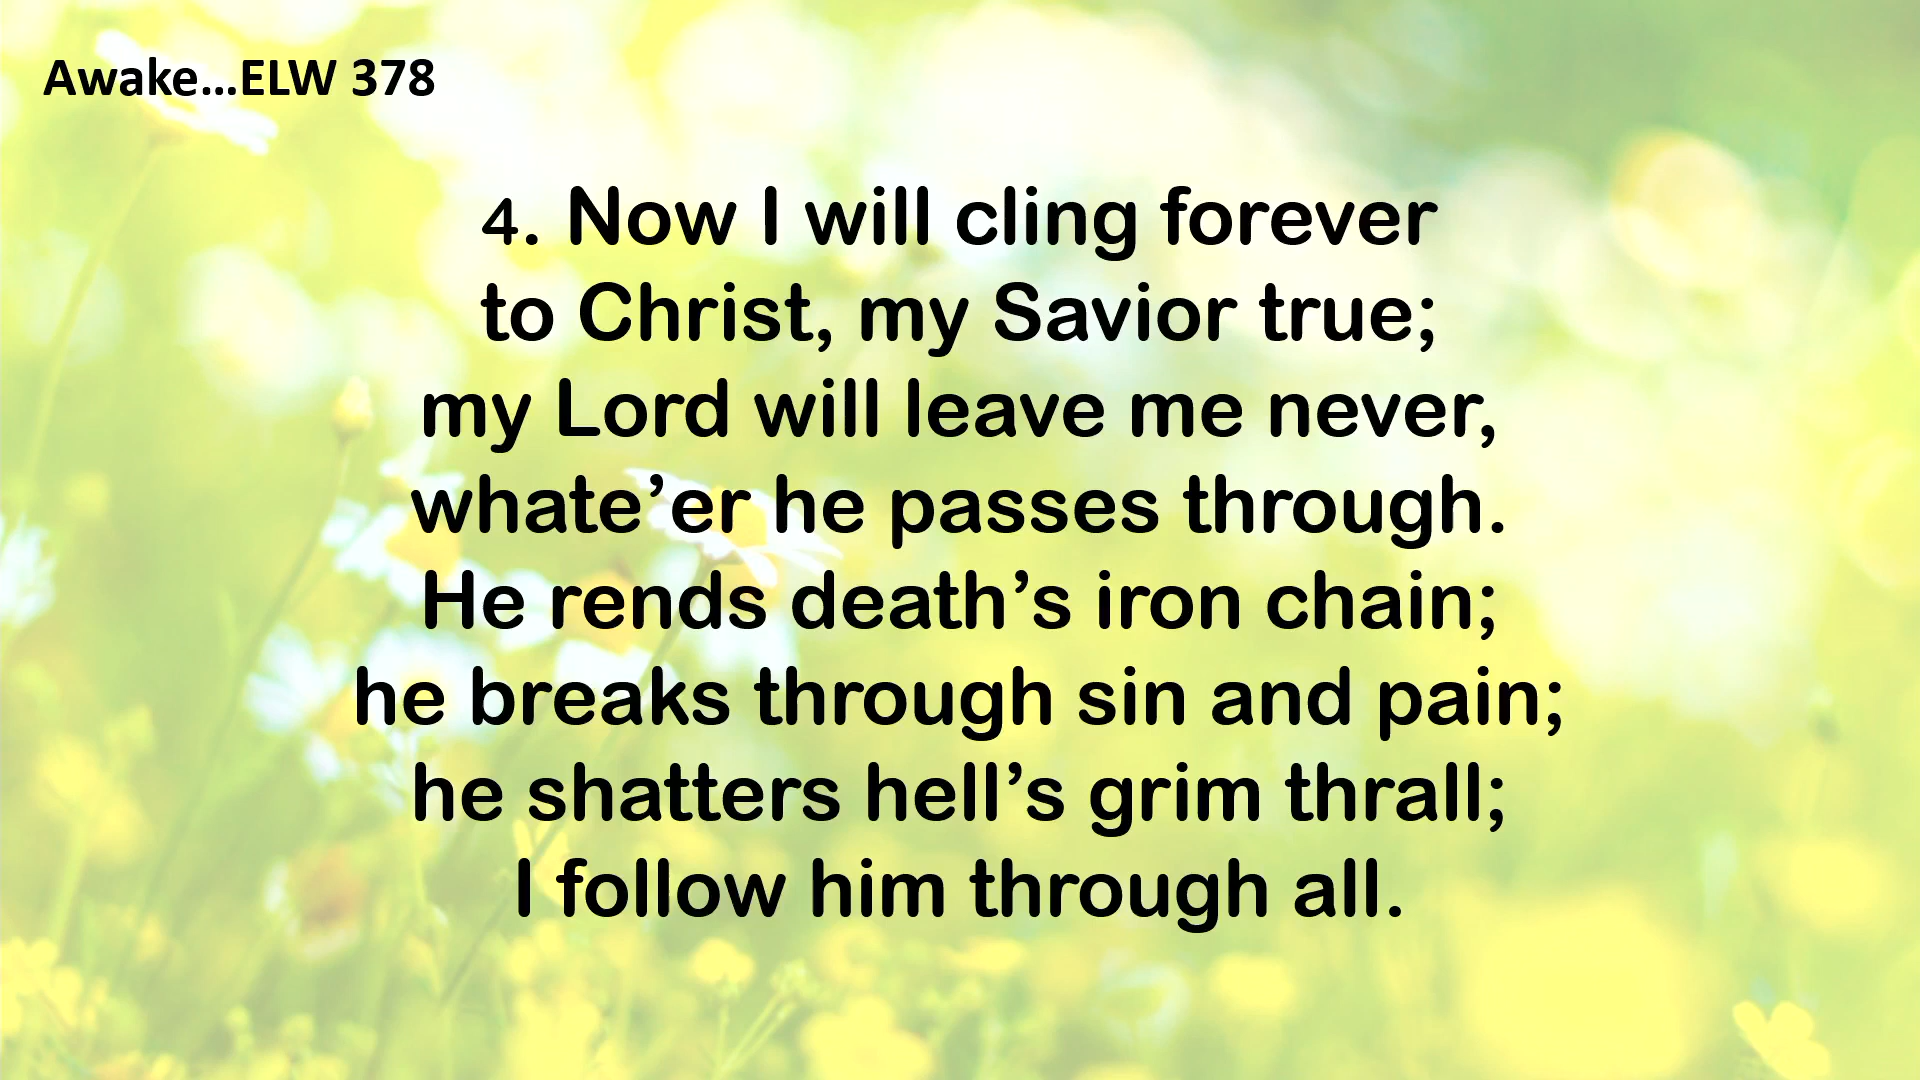 Awake…ELW 378
4. Now I will cling forever
to Christ, my Savior true;
my Lord will leave me never,
whate’er he passes through.
He rends death’s iron chain;
he breaks through sin and pain;
he shatters hell’s grim thrall;
I follow him through all.